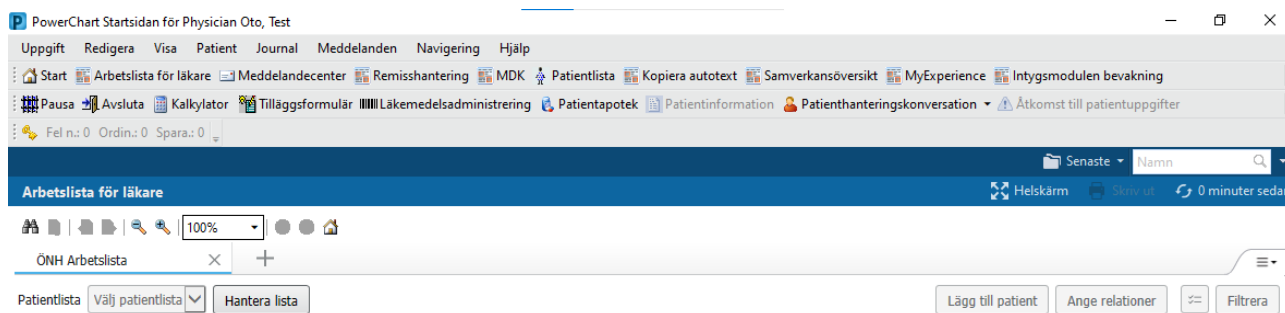 PowerChart Startsidan för Physician Oto, Test
Uppgift Redigera Visa Patient Journal Meddelanden Navigering Hjälp
Start Arbetslista för läkare Meddelandecenter Remisshantering MDK Patientlista Kopiera autotext Samverkansöversikt MyExperience Intygsmodulen bevakning
Pausa Avsluta Kalkylator Tilläggsformulär Läkemedelsadministrering Patientapotek Patientinformation Patienthanteringskonversation Åtkomst till patientuppgifter
Fel n.: 0 Ordin.: 0 Spara.: 0
Senaste Namn
Arbetslista för läkare Helskärm Skriv ut 0 minuter sedan
100%
ÖNH Arbetslista
Patientlista Välj patientlista Hantera lista Lägg till patient Ange relationer Filtrera